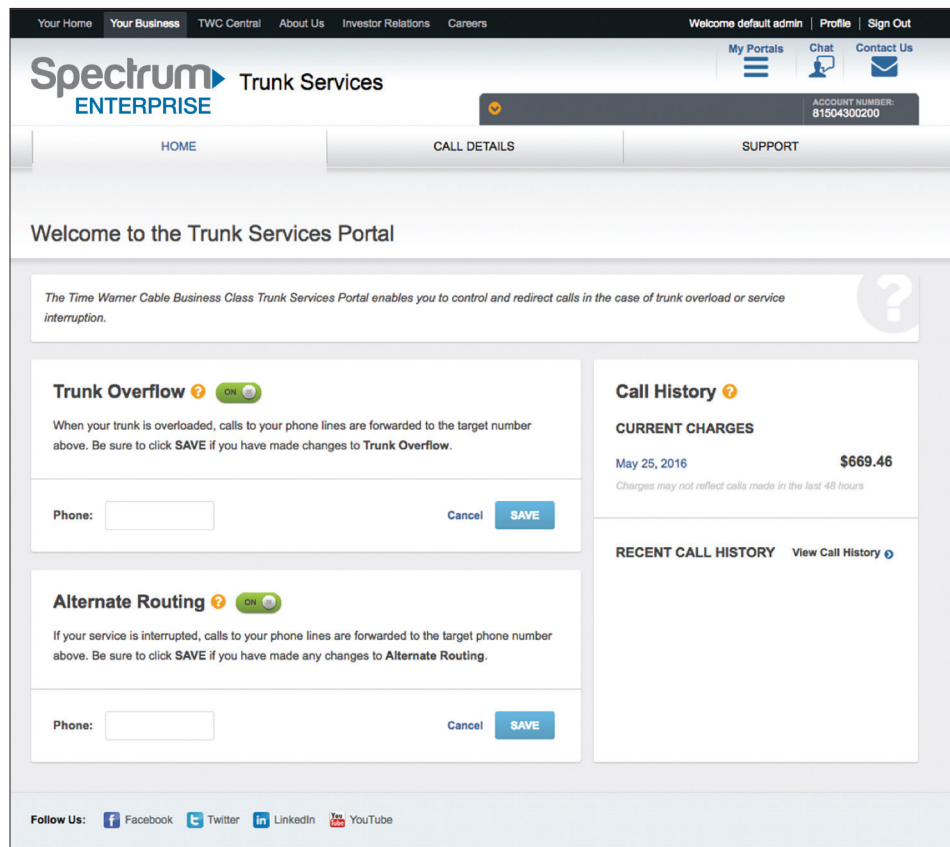 Your Home Your Business TWC Central About Us Investor Relations Careers Welcome default admin | Profile | Sign Out
My Portals Chat Contact Us
Spectrum
ENTERPRISE
Trunk Services
ACCOUNT NUMBER:
81504300200
HOME CALL DETAILS SUPPORT
Welcome to the Trunk Services Portal
The Time Warner Cable Business Class Trunk Services Portal enables you to control and redirect calls in the case of trunk overload or service
interruption.
?
Trunk Overflow ? ON
When your trunk is overloaded, calls to your phone lines are forwarded to the target number
above. Be sure to click SAVE if you have made changes to Trunk Overflow.
Phone: Cancel SAVE
Alternate Routing ? ON
If your service is interrupted, calls to your phone lines are forwarded to the target phone number
above. Be sure to click SAVE if you have made any changes to Alternate Routing.
Phone: Cancel SAVE
Call History ?
CURRENT CHARGES
May 25, 2016 $669.46
Charges may not reflect calls made in the last 48 hours
RECENT CALL HISTORY View Call History
Follow Us: f Facebook t Twitter in LinkedIn You Tube YouTube